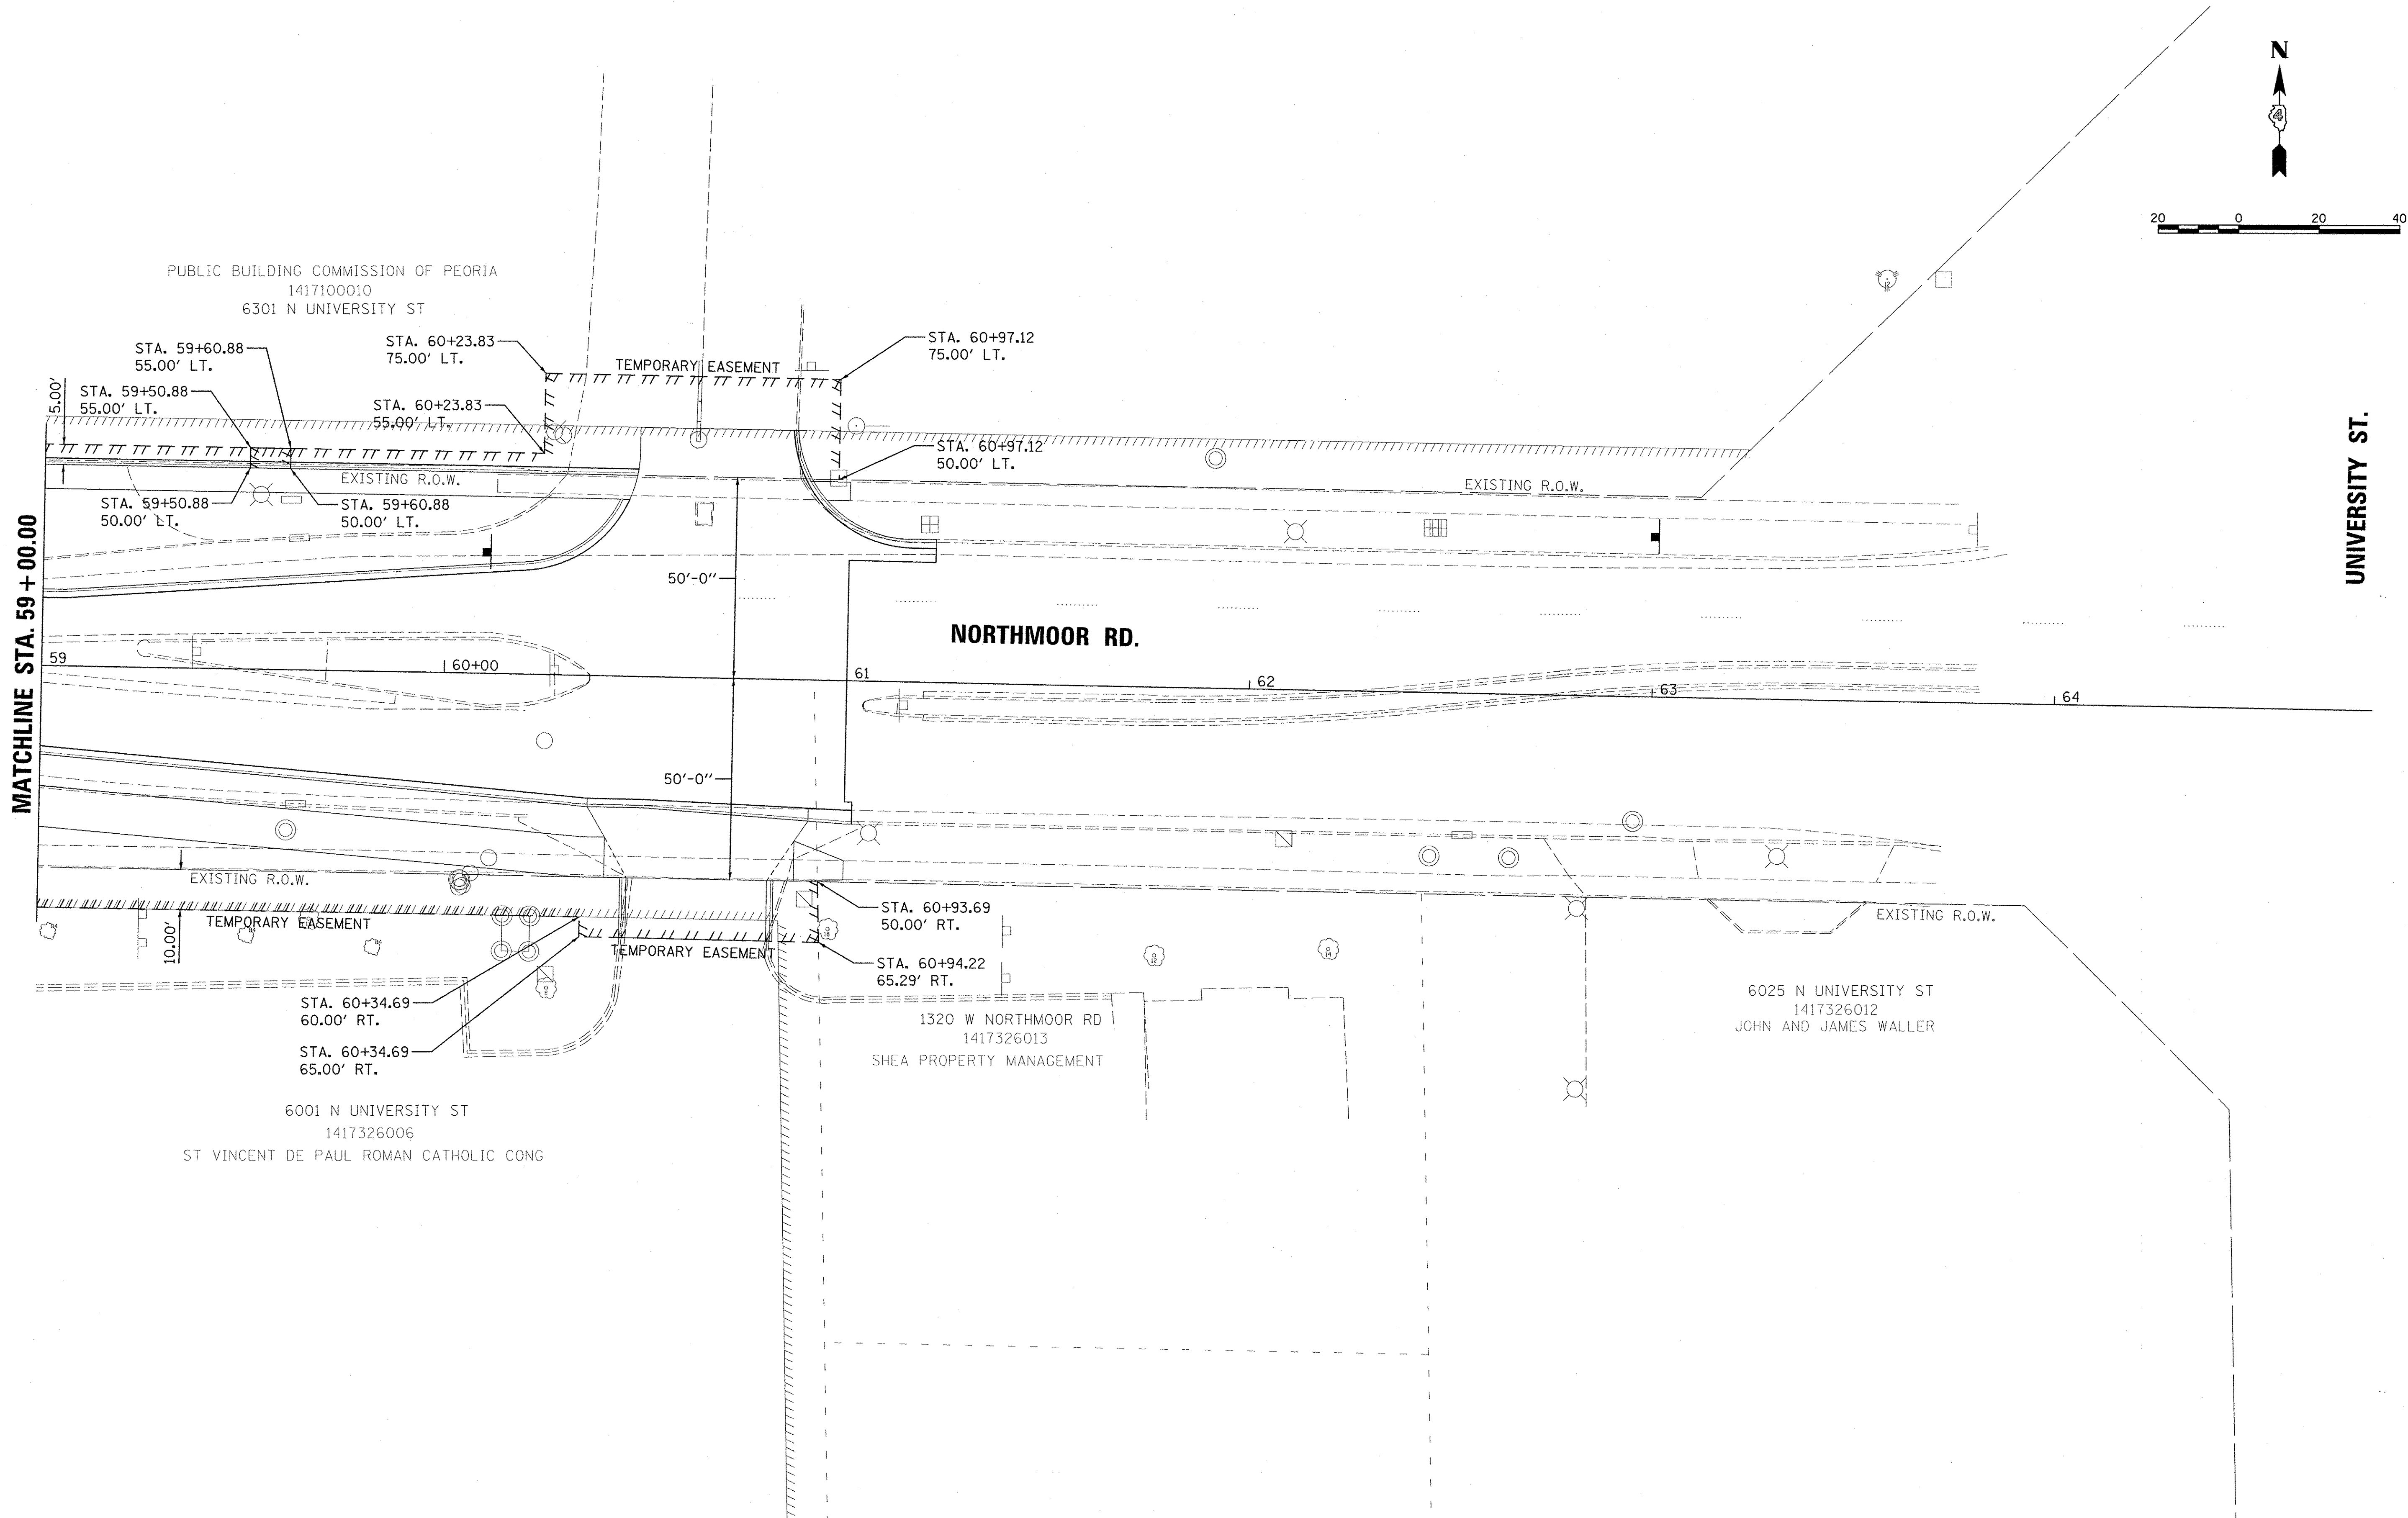 N
4
20 0 20 40
PUBLIC BUILDING COMMISSION OF PEORIA
1417100010
6301 N UNIVERSITY ST
STA. 59+60.88
55.00' LT.
STA. 60+23.83
75.00' LT.
STA. 60+97.12
75.00' LT.
TEMPORARY EASEMENT
5.00'
STA. 59+50.88
55.00' LT.
STA. 60+23.83
55.00' LT.
STA. 60+97.12
50.00' LT.
EXISTING R.O.W.
EXISTING R.O.W.
STA. 59+50.88
50.00' LT.
STA. 59+60.88
50.00' LT.
UNIVERSITY ST.
MATCHLINE STA. 59+00.00
50'-0"
NORTHMOOR RD.
59
60+00
61
62
63
64
50'-0"
EXISTING R.O.W.
TEMPORARY EASEMENT
10.00'
TEMPORARY EASEMENT
STA. 60+93.69
50.00' RT.
EXISTING R.O.W.
STA. 60+94.22
65.29' RT.
12
14
STA. 60+34.69
60.00' RT.
STA. 60+34.69
65.00' RT.
1320 W NORTHMOOR RD
1417326013
SHEA PROPERTY MANAGEMENT
6025 N UNIVERSITY ST
1417326012
JOHN AND JAMES WALLER
6001 N UNIVERSITY ST
1417326006
ST VINCENT DE PAUL ROMAN CATHOLIC CONG